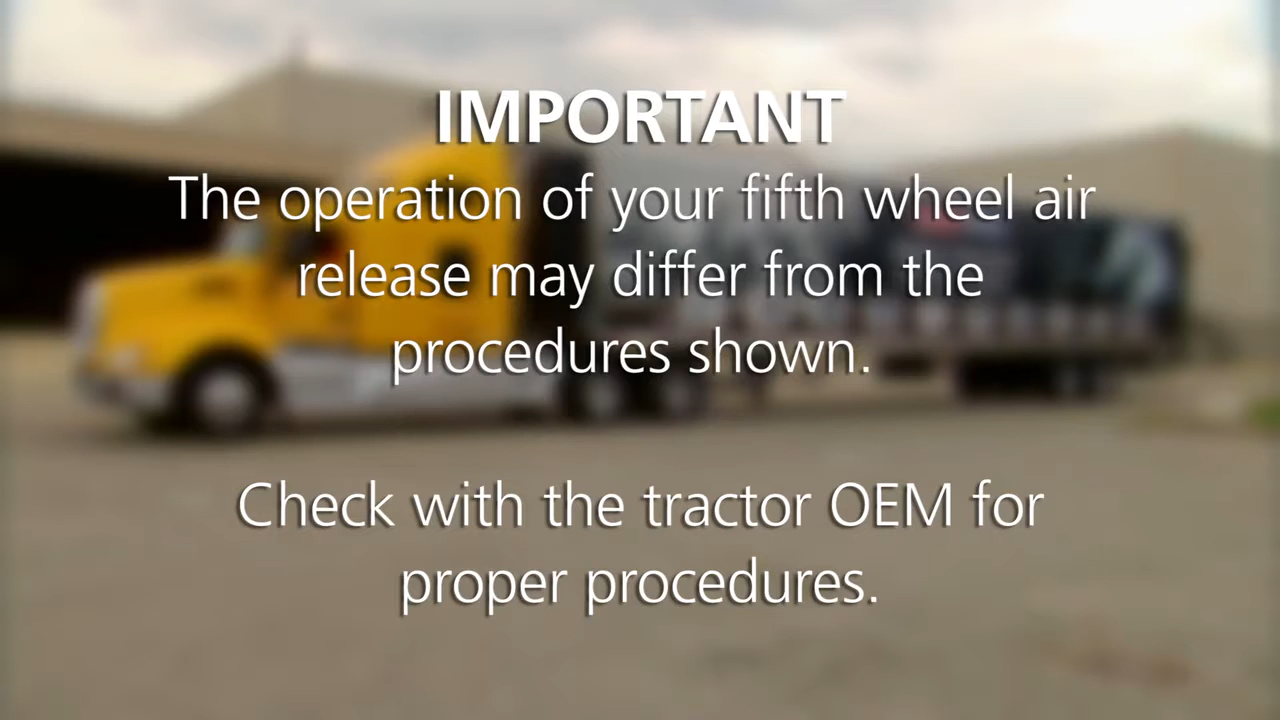 IMPORTANT
The operation of your fifth wheel air
release may differ from the
procedures shown.
Check with the tractor OEM for
proper procedures.